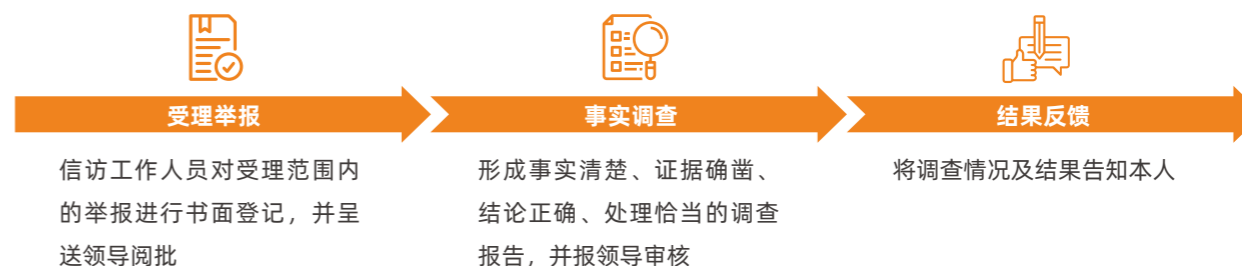 受理举报
事实调查
结果反馈
信访工作人员对受理范围内
的举报进行书面登记，并呈
送领导阅批
形成事实清楚、证据确凿、
结论正确、处理恰当的调查
报告，并报领导审核
将调查情况及结果告知本人